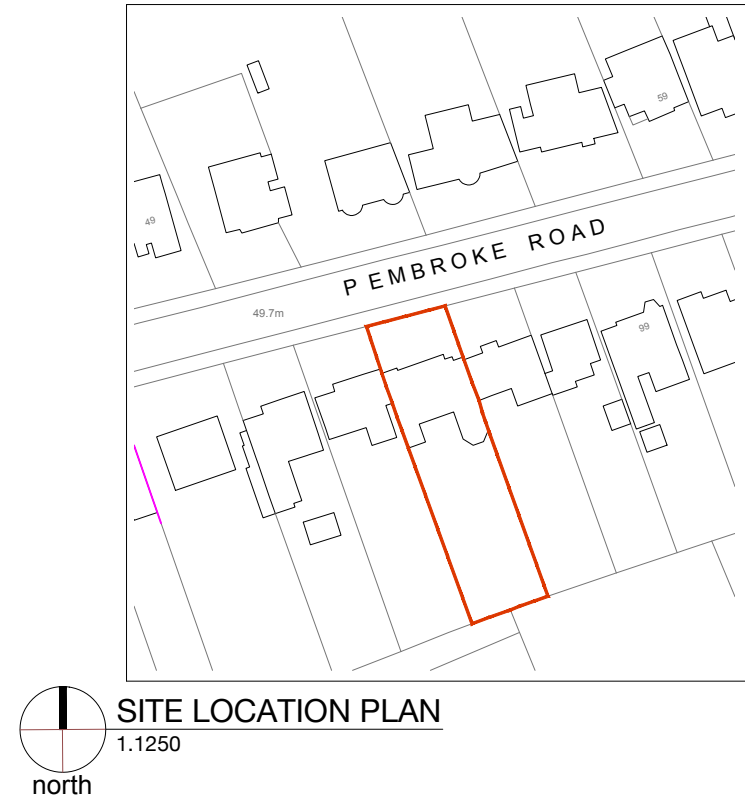 59
49
PEMBROKE ROAD
49.7m
99
SITE LOCATION PLAN
1.1250
north